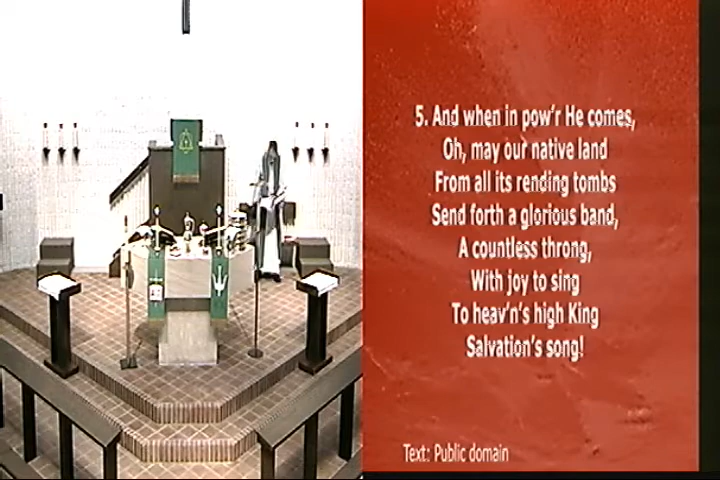 5. And when in pow'r He comes,
Oh, may our native land
From all its rending tombs
Send forth a glorious band,
A countless throng,
With joy to sing
To heav'n's high King
Salvation's song!
Text: Public domain